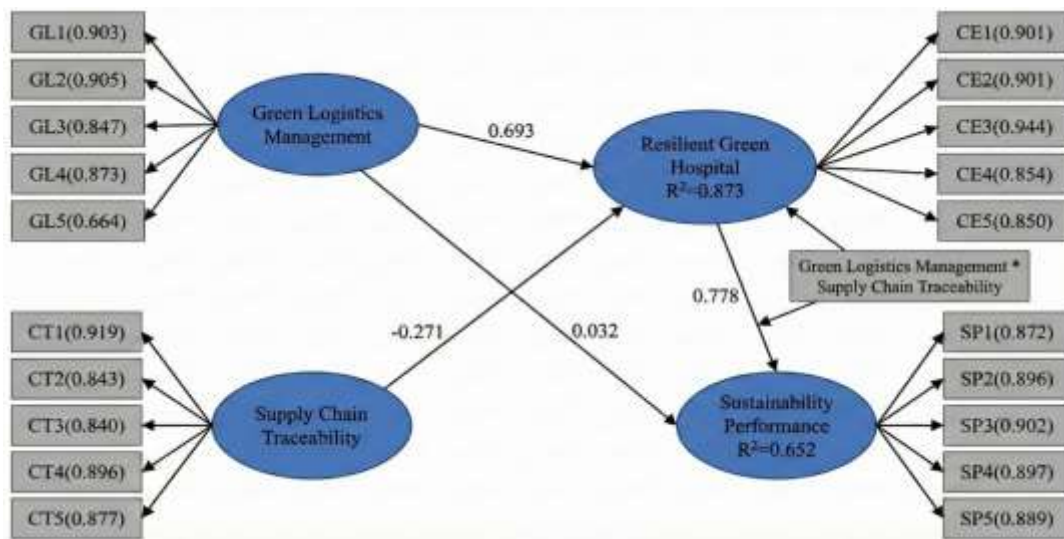 GL1(0.903)
GL2(0.905)
GL3(0.847)
GL4(0.873)
GL5(0.664)
Green Logistics
Management
0.693
Resilient Green
Hospital
R²=0.873
CE1(0.901)
CE2(0.901)
CE3(0.944)
CE4(0.854)
CE5(0.850)
Green Logistics Management *
Supply Chain Traceability
0.778
-0.271
0.032
CT1(0.919)
CT2(0.843)
CT3(0.840)
CT4(0.896)
CT5(0.877)
Supply Chain
Traceability
Sustainability
Performance
R²=0.652
SP1(0.872)
SP2(0.896)
SP3(0.902)
SP4(0.897)
SP5(0.889)